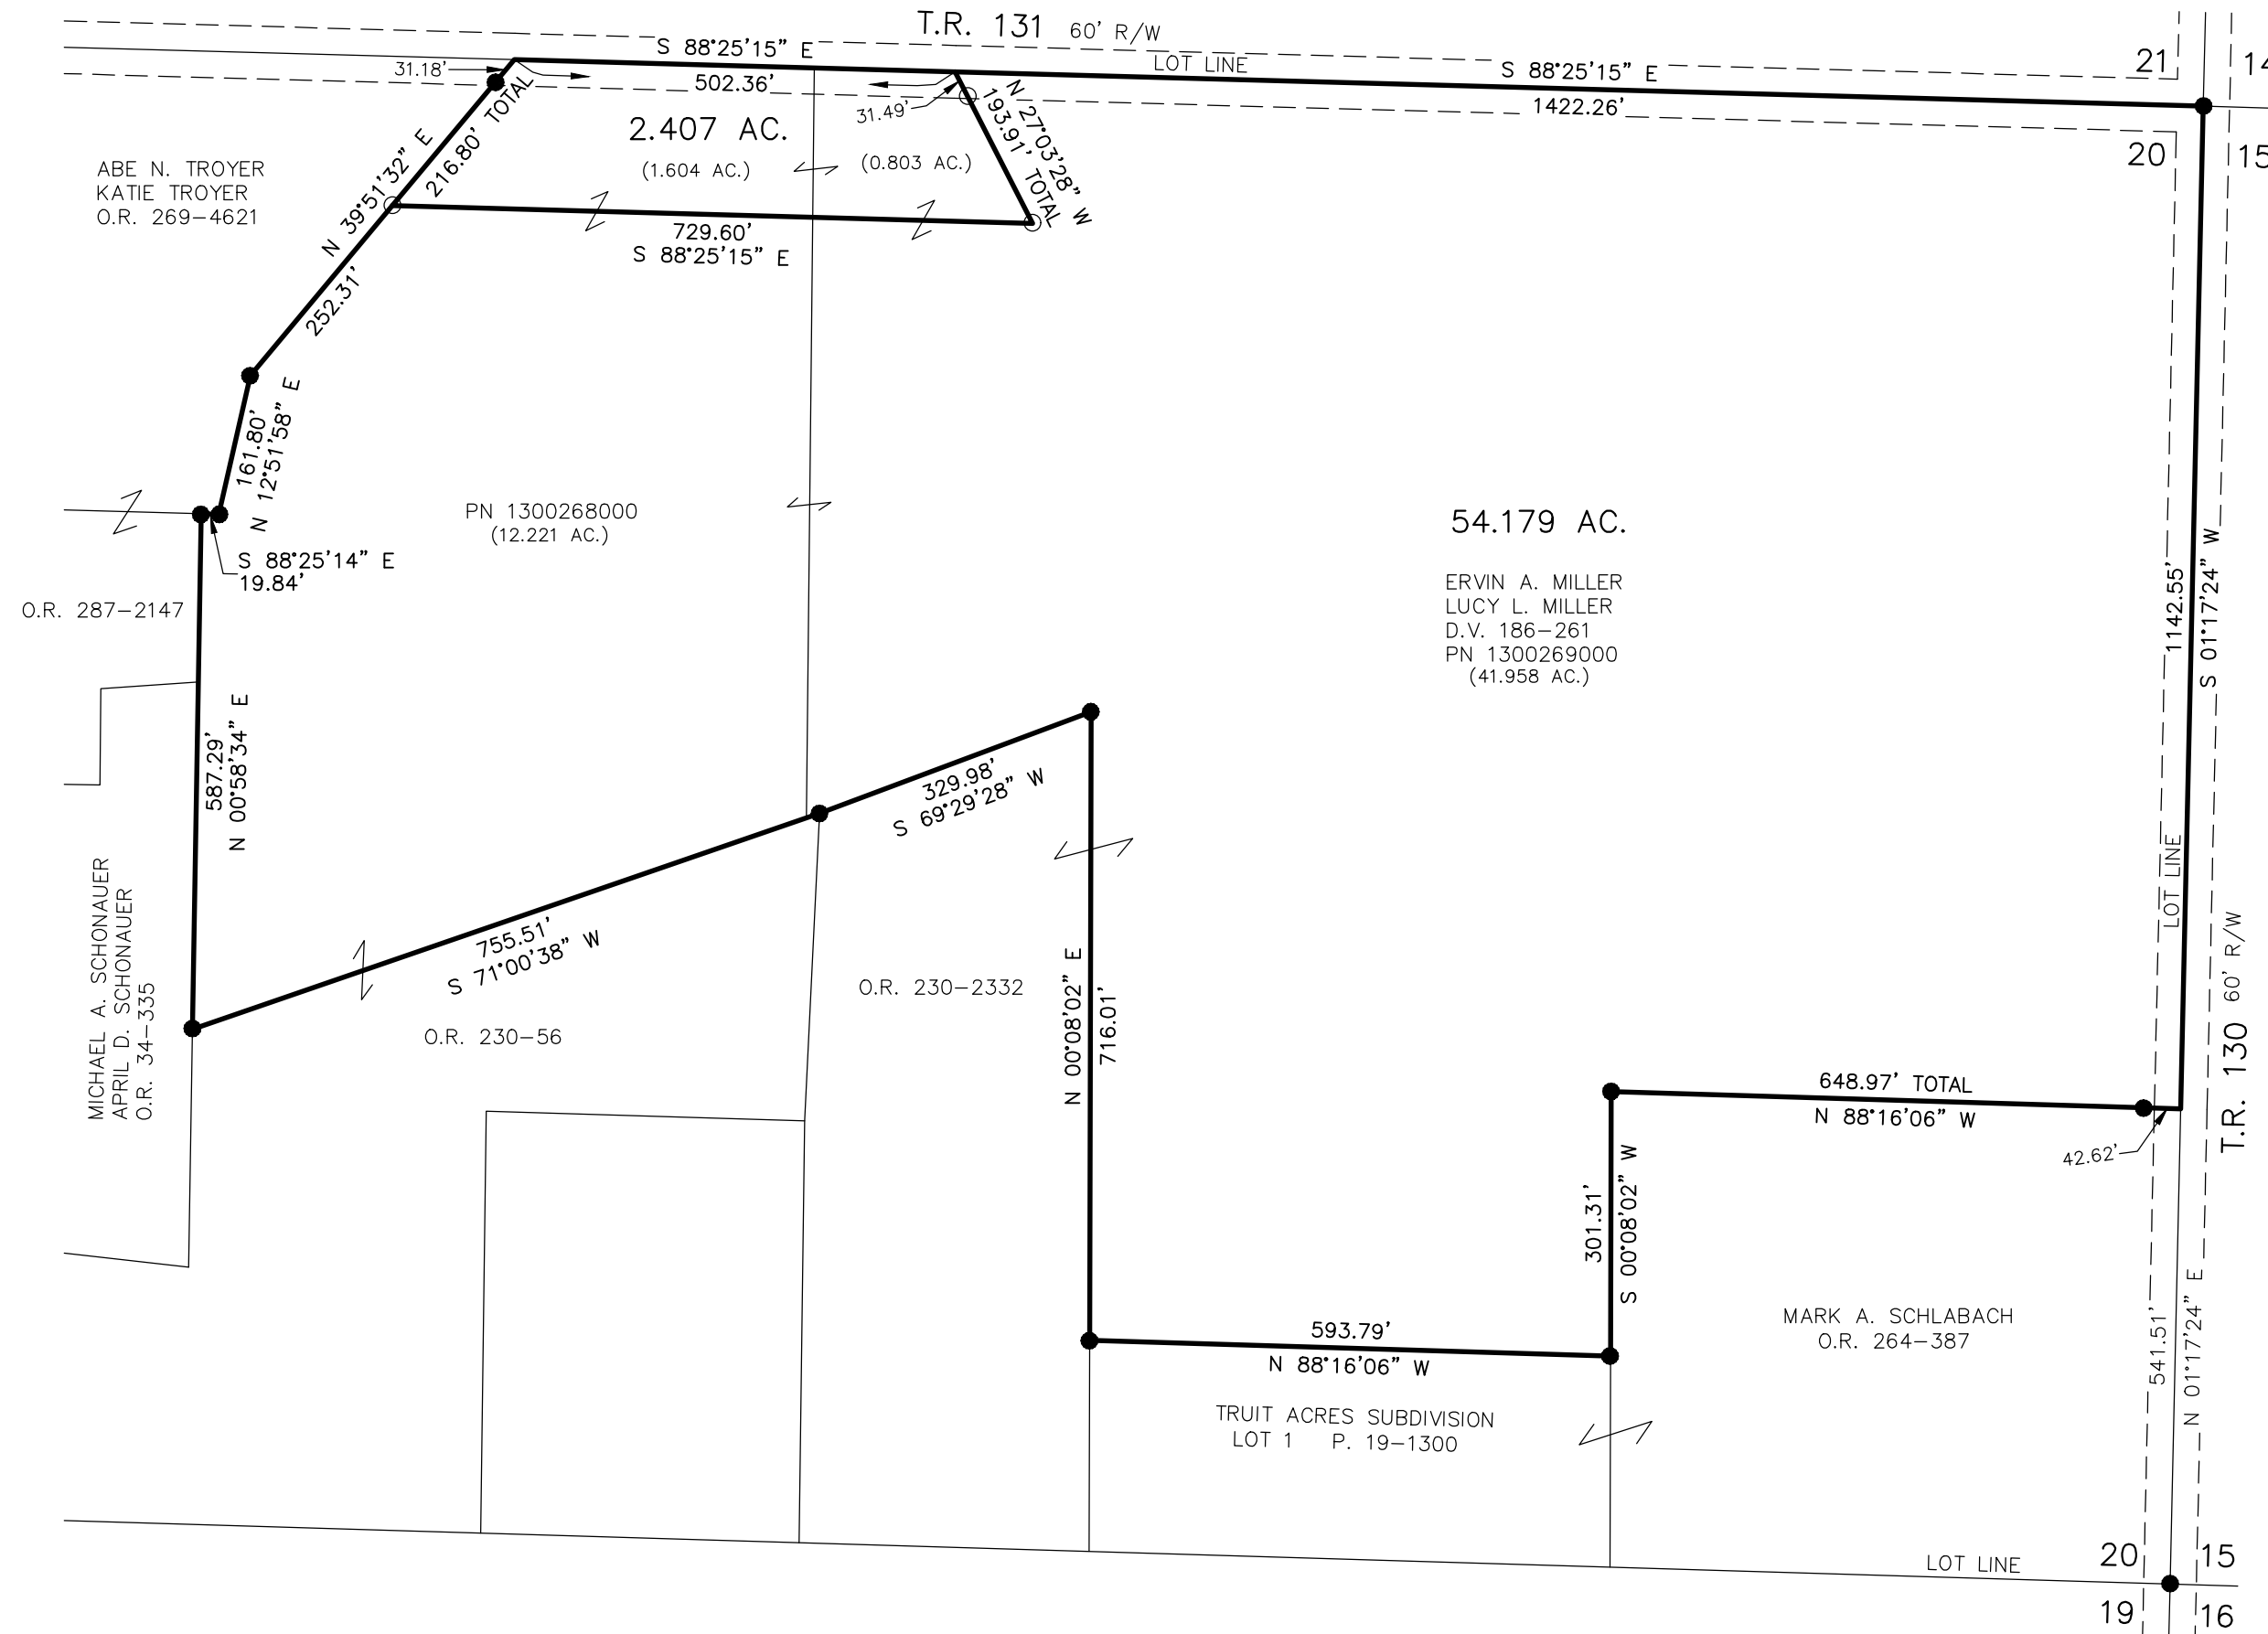 T.R. 131 60' R/W
S 88°25'15" E
31.18'
502.36'
LOT LINE
S 88°25'15" E
1422.26'
21
20
15
31.49'
N 27°03'28" W
193.91' TOTAL
2.407 AC.
(1.604 AC.)
(0.803 AC.)
216.80' TOTAL
N 39°51'32" E
252.31'
ABE N. TROYER
KATIE TROYER
O.R. 269-4621
729.60'
S 88°25'15" E
161.80'
N 12°51'58" E
PN 1300268000
(12.221 AC.)
S 88°25'14" E
19.84'
O.R. 287-2147
54.179 AC.
ERVIN A. MILLER
LUCY L. MILLER
D.V. 186-261
PN 1300269000
(41.958 AC.)
1142.55'
S 01°17'24" W
587.29'
N 00°58'34" E
329.98'
S 69°29'28" W
LOT LINE
MICHAEL A. SCHONAUER
APRIL D. SCHONAUER
O.R. 34-335
755.51'
S 71°00'38" W
O.R. 230-56
O.R. 230-2332
N 00°08'02" E
716.01'
T.R. 130 60' R/W
648.97' TOTAL
N 88°16'06" W
42.62'
301.31'
S 00°08'02" W
593.79'
N 88°16'06" W
MARK A. SCHLABACH
O.R. 264-387
541.51'
N 01°17'24" E
TRUIT ACRES SUBDIVISION
LOT 1 P. 19-1300
LOT LINE
20
15
19
16